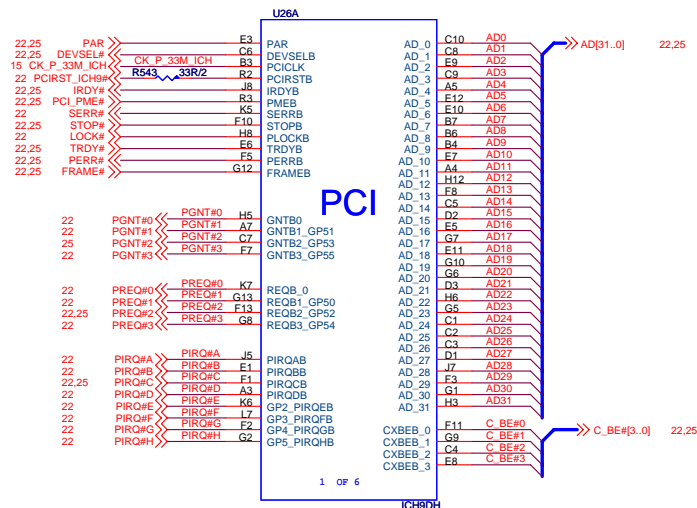 U26A
22,25 PAR E3 PAR AD_0 C10 AD0 AD[31..0] 22,25
22,25 DEVSEL# C6 DEVSELB AD_1 C8 AD1
15 CK_P_33M_ICH CK_P_33M_ICH B3 PCICLK AD_2 E9 AD2
22 PCIRST_ICH9# R543 33R/2 R2 PCIRSTB AD_3 C9 AD3
22,25 IRDY# J8 IRDYB AD_4 A5 AD4
22,25 PCI_PME# R3 PMEB AD_5 E12 AD5
22 SERR# K5 SERRB AD_6 E10 AD6
22,25 STOP# F10 STOPB AD_7 B7 AD7
22 LOCK# H8 PLOCKB AD_8 B6 AD8
22,25 TRDY# E6 TRDYB AD_9 B4 AD9
22,25 PERR# F5 PERRB AD_10 E7 AD10
22,25 FRAME# G12 FRAMEB AD_11 A4 AD11
AD_12 H12 AD12
AD_13 F8 AD13
PCI
AD_14 C5 AD14
22 PGNT#0 PGNT#0 H5 GNTB0 AD_15 D2 AD15
22 PGNT#1 PGNT#1 A7 GNTB1_GP51 AD_16 E5 AD16
25 PGNT#2 PGNT#2 C7 GNTB2_GP53 AD_17 G7 AD17
22 PGNT#3 PGNT#3 F7 GNTB3_GP55 AD_18 E11 AD18
AD_19 G10 AD19
AD_20 G6 AD20
22 PREQ#0 PREQ#0 K7 REQB_0 AD_21 D3 AD21
22 PREQ#1 PREQ#1 G13 REQB1_GP50 AD_22 H6 AD22
22,25 PREQ#2 PREQ#2 F13 REQB2_GP52 AD_23 G5 AD23
22 PREQ#3 PREQ#3 G8 REQB3_GP54 AD_24 C1 AD24
AD_25 C2 AD25
AD_26 C3 AD26
22 PIRQ#A PIRQ#A J5 PIRQAB AD_27 D1 AD27
22 PIRQ#B PIRQ#B E1 PIRQBB AD_28 J7 AD28
22,25 PIRQ#C PIRQ#C F1 PIRQCB AD_29 F3 AD29
22 PIRQ#D PIRQ#D A3 PIRQDB AD_30 G1 AD30
22 PIRQ#E PIRQ#E K6 GP2_PIRQEB AD_31 H3 AD31
22 PIRQ#F PIRQ#F L7 GP3_PIRQFB
22 PIRQ#G PIRQ#G F2 GP4_PIRQGB CXBEB_0 F11 C_BE#0 C_BE#[3..0] 22,25
22 PIRQ#H PIRQ#H G2 GP5_PIRQHB CXBEB_1 G9 C_BE#1
CXBEB_2 C4 C_BE#2
CXBEB_3 E8 C_BE#3
1 OF 6
ICH9DH